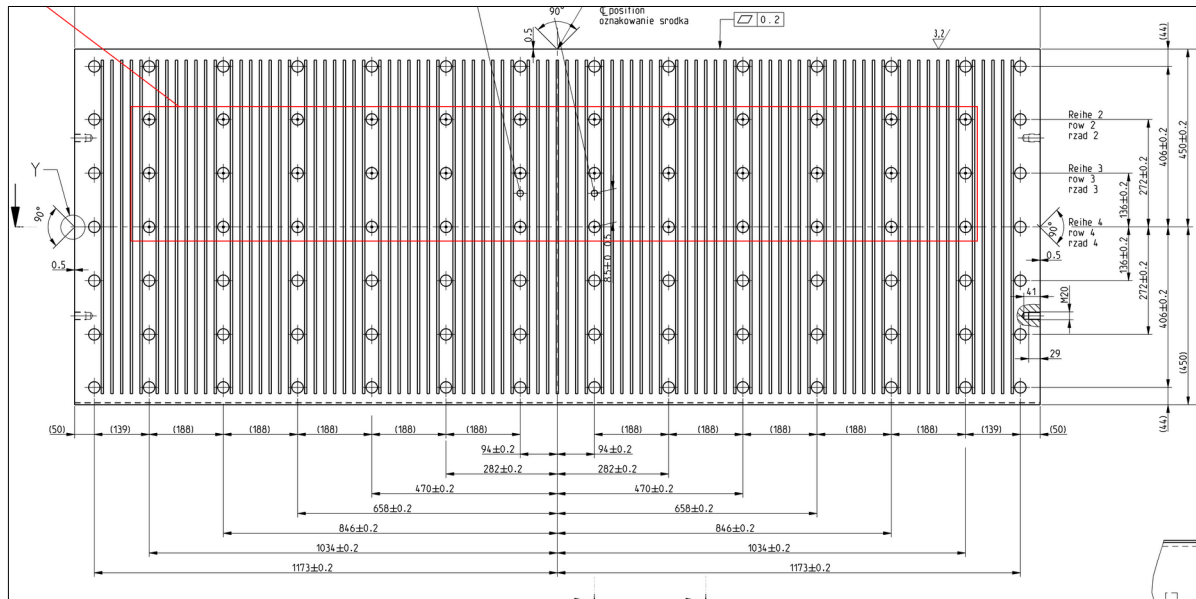 90°
℄ position
oznakowanie srodka
0.5
0.2
3.2
(44)
Reihe 2
row 2
rzad 2
Reihe 3
row 3
rzad 3
Reihe 4
row 4
rzad 4
136±0.2
272±0.2
406±0.2
450±0.2
Y
90°
0.5
85±0.05
90°
0.5
136±0.2
272±0.2
406±0.2
(450)
41
M20
29
(44)
(50) (139) (188) (188) (188) (188) (188) (188) (188) (188) (188) (188) (139) (50)
94±0.2 94±0.2
282±0.2 282±0.2
470±0.2 470±0.2
658±0.2 658±0.2
846±0.2 846±0.2
1034±0.2 1034±0.2
1173±0.2 1173±0.2